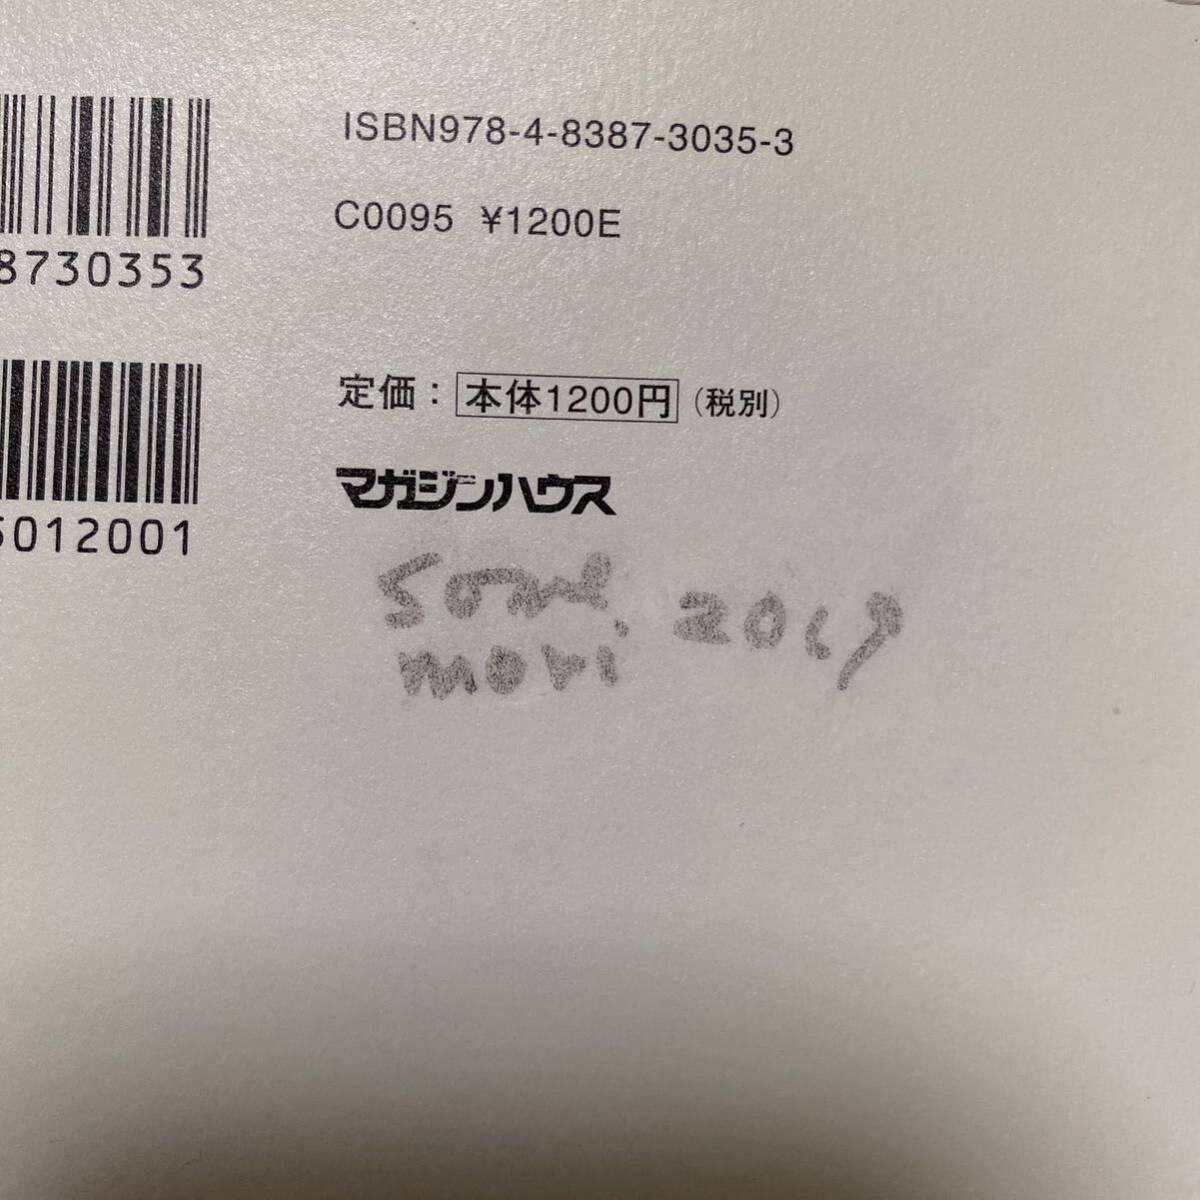 ISBN978-4-8387-3035-3
C0095 ¥1200E
8730353
定価：本体1200円（税別）
マガジンハウス
5012001
some.
mori 2019